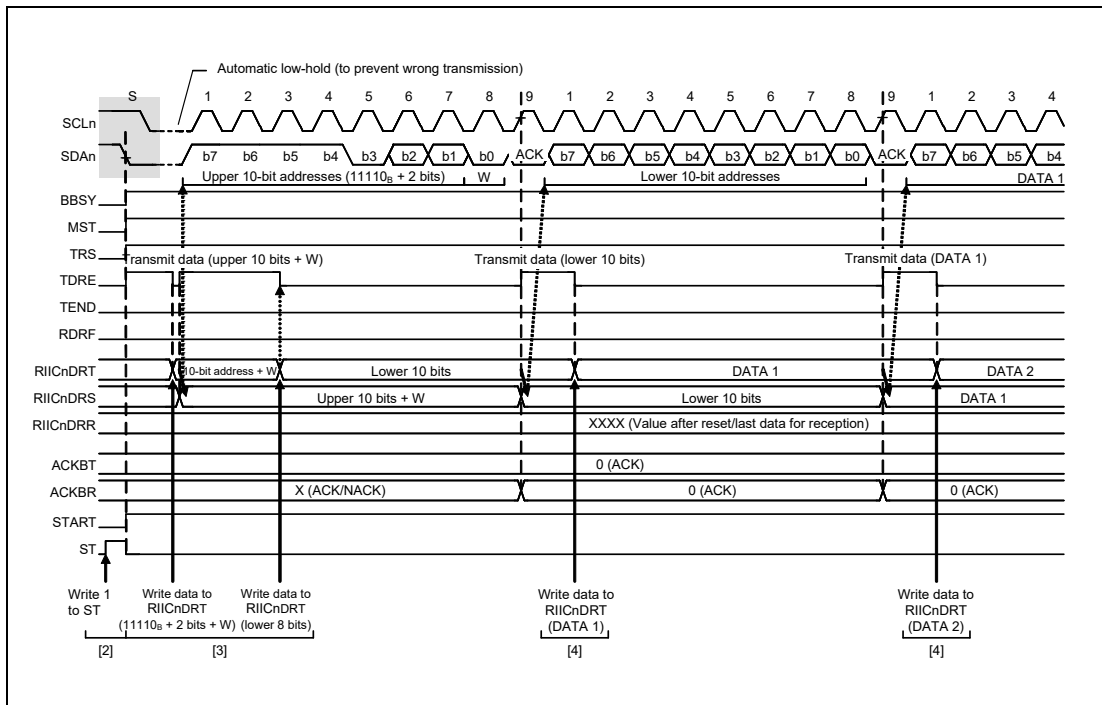 Automatic low-hold (to prevent wrong transmission)
S 1 2 3 4 5 6 7 8 9 1 2 3 4 5 6 7 8 9 1 2 3 4
SCLn
SDAn b7 b6 b5 b4 b3 b2 b1 b0 ACK b7 b6 b5 b4 b3 b2 b1 b0 ACK b7 b6 b5 b4
Upper 10-bit addresses (11110B + 2 bits) W Lower 10-bit addresses DATA 1
BBSY
MST
TRS
Transmit data (upper 10 bits + W) Transmit data (lower 10 bits) Transmit data (DATA 1)
TDRE
TEND
RDRF
RIICnDRT 10-bit address + W Lower 10 bits DATA 1 DATA 2
RIICnDRS Upper 10 bits + W Lower 10 bits DATA 1
RIICnDRR XXXX (Value after reset/last data for reception)
ACKBT 0 (ACK)
ACKBR X (ACK/NACK) 0 (ACK) 0 (ACK)
START
ST
Write 1 Write data to Write data to Write data to Write data to
to ST RIICnDRT RIICnDRT RIICnDRT RIICnDRT
(11110B + 2 bits + W) (lower 8 bits) (DATA 1) (DATA 2)
[2] [3] [4] [4]